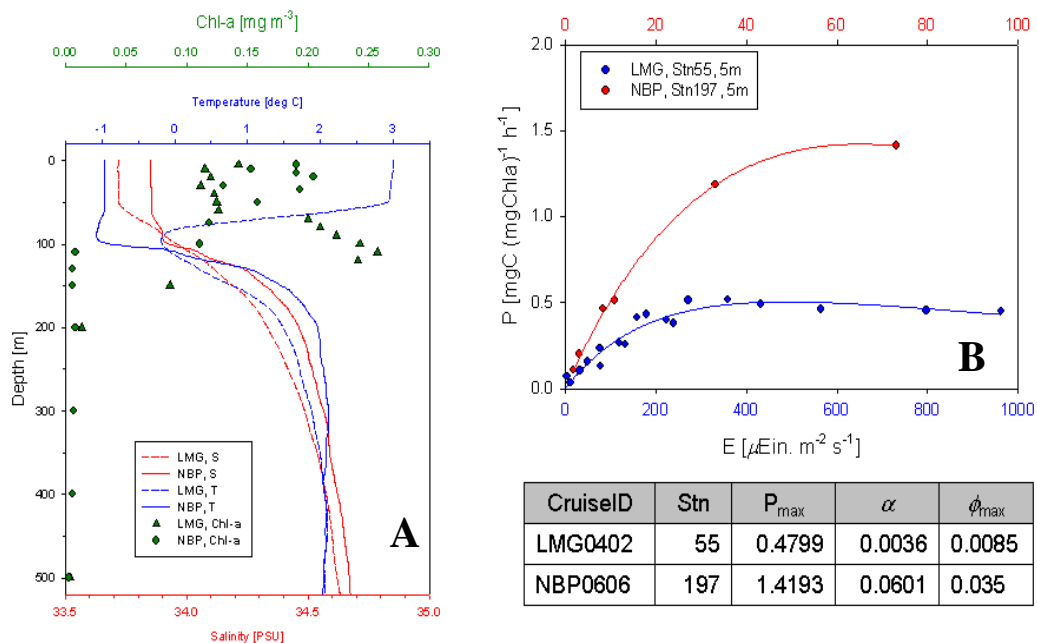 Chl-a [mg m-3]
0.00 0.05 0.10 0.15 0.20 0.25 0.30
Temperature [deg C]
-1 0 1 2 3
Depth [m]
0
100
200
300
400
500
LMG, S
NBP, S
LMG, T
NBP, T
LMG, Chl-a
NBP, Chl-a
A
33.5 34.0 34.5 35.0
Salinity [PSU]
0 20 40 60 80 100
P [mgC (mgChla)-1 h-1]
2.0
1.5
1.0
0.5
0.0
LMG, Stn55, 5m
NBP, Stn197, 5m
B
0 200 400 600 800 1000
E [μEin. m-2 s-1]
CruiseID Stn Pmax α ϕmax
LMG0402 55 0.4799 0.0036 0.0085
NBP0606 197 1.4193 0.0601 0.035